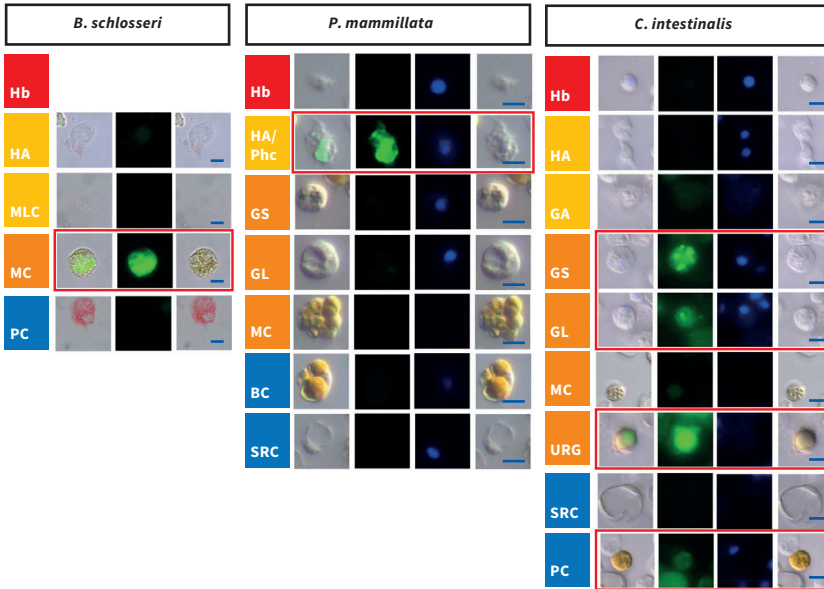 B. schlosseri
Hb
HA
MLC
MC
PC
P. mammillata
Hb
HA/
Phc
GS
GL
MC
BC
SRC
C. intestinalis
Hb
HA
GA
GS
GL
MC
URG
SRC
PC